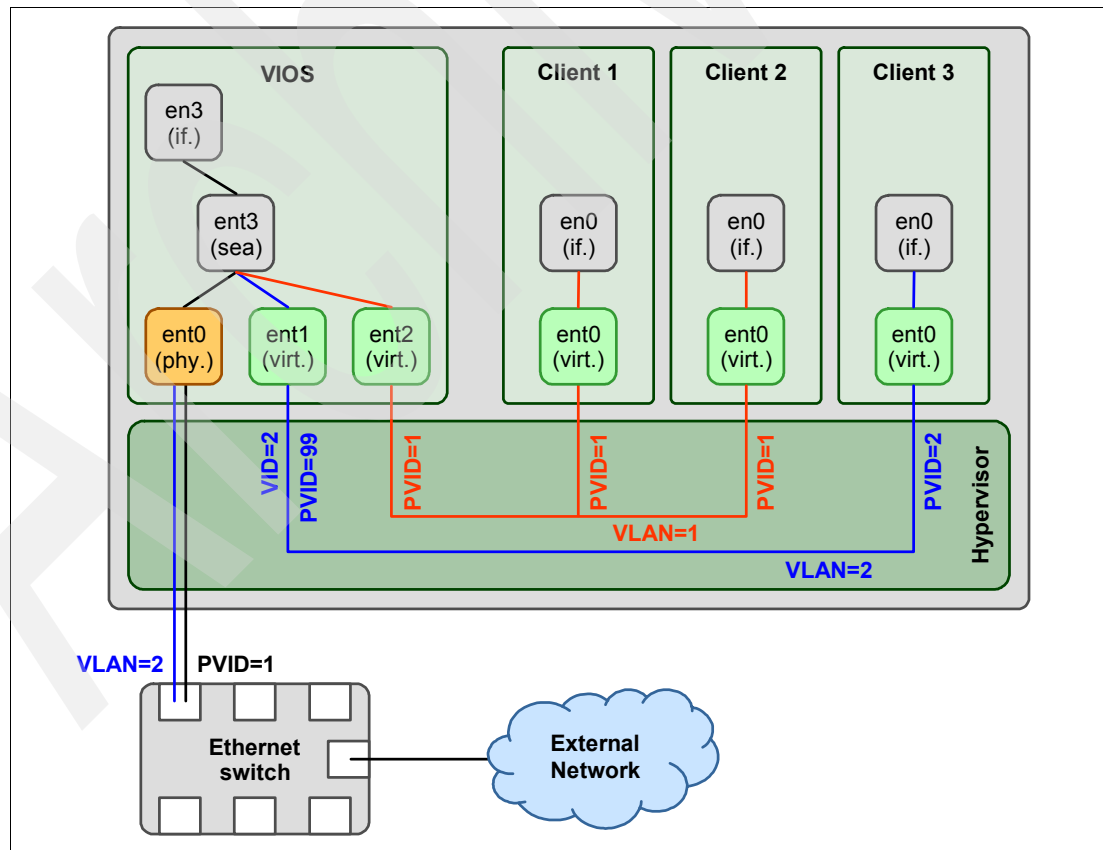 VIOS
Client 1
Client 2
Client 3
en3
(if.)
ent3
(sea)
en0
(if.)
en0
(if.)
en0
(if.)
ent0
(phy.)
ent1
(virt.)
ent2
(virt.)
ent0
(virt.)
ent0
(virt.)
ent0
(virt.)
VID=2
PVID=99
PVID=1
PVID=1
PVID=1
PVID=2
Hypervisor
VLAN=1
VLAN=2
VLAN=2
PVID=1
Ethernet
switch
External
Network